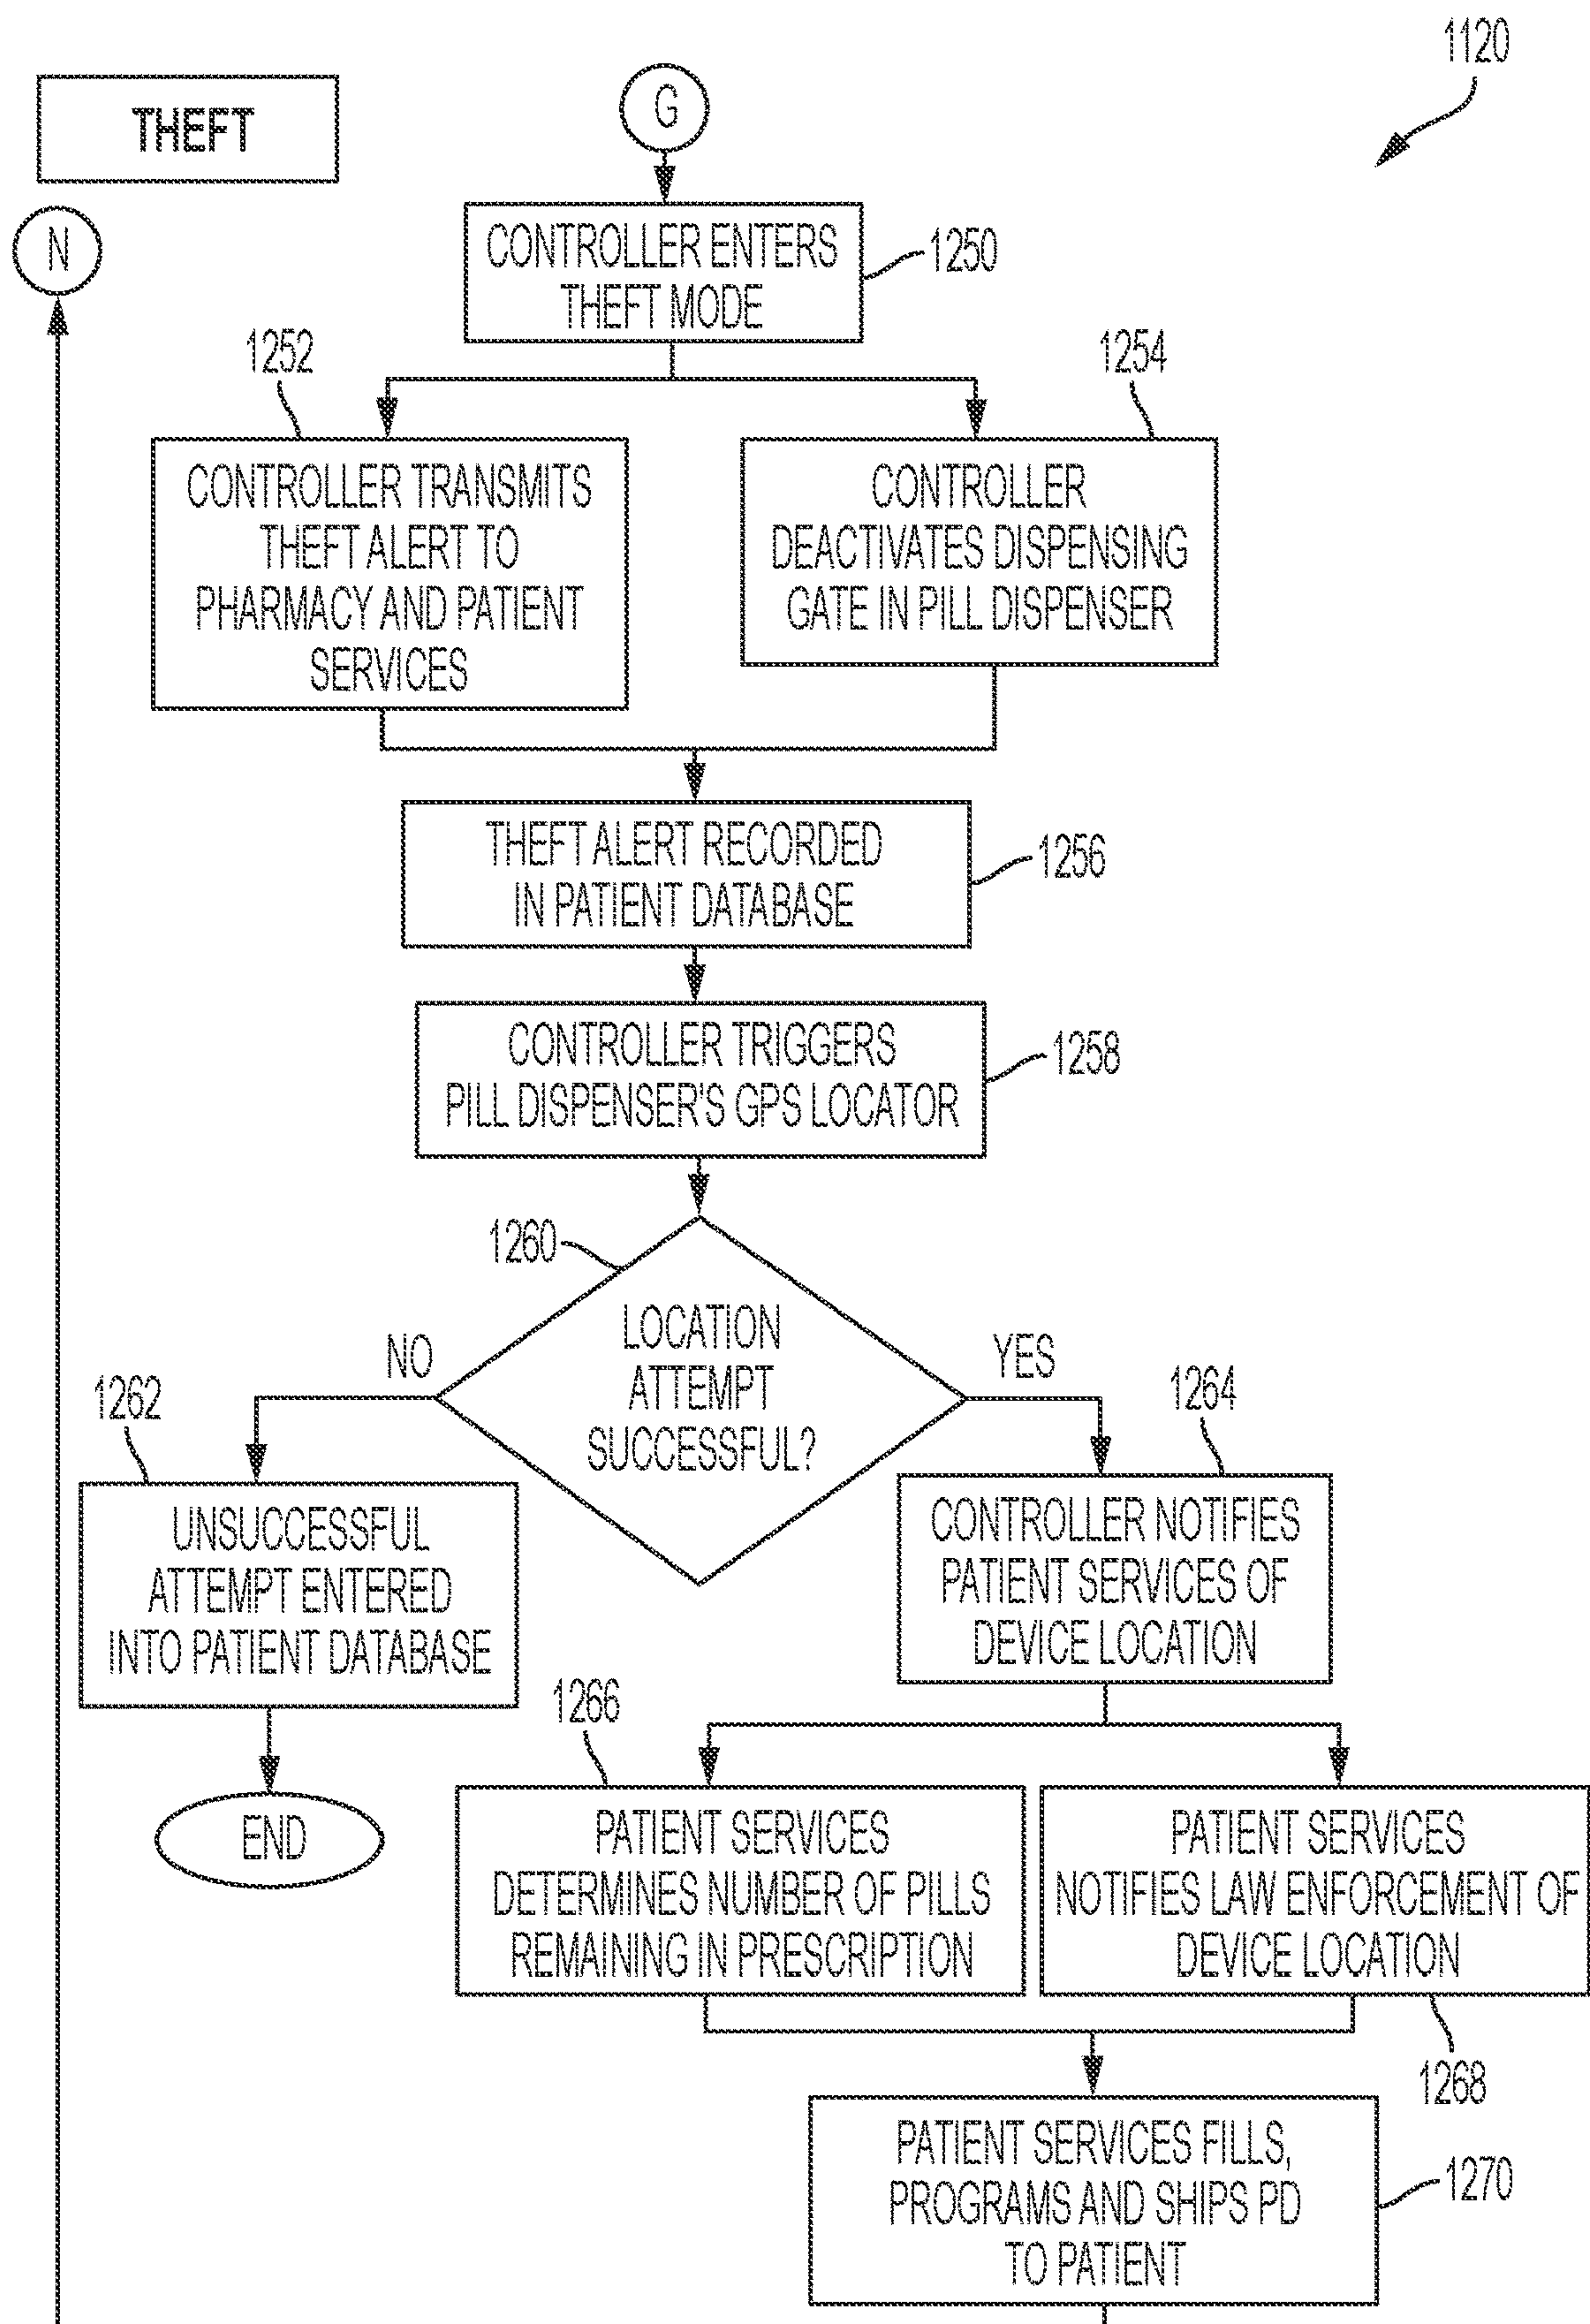 1120
THEFT
G
N
CONTROLLER ENTERS
THEFT MODE
1250
1252
1254
CONTROLLER TRANSMITS
THEFT ALERT TO
PHARMACY AND PATIENT
SERVICES
CONTROLLER
DEACTIVATES DISPENSING
GATE IN PILL DISPENSER
THEFT ALERT RECORDED
IN PATIENT DATABASE
1256
CONTROLLER TRIGGERS
PILL DISPENSER'S GPS LOCATOR
1258
1260
LOCATION
ATTEMPT
SUCCESSFUL?
NO
YES
1262
1264
UNSUCCESSFUL
ATTEMPT ENTERED
INTO PATIENT DATABASE
CONTROLLER NOTIFIES
PATIENT SERVICES OF
DEVICE LOCATION
END
1266
PATIENT SERVICES
DETERMINES NUMBER OF PILLS
REMAINING IN PRESCRIPTION
PATIENT SERVICES
NOTIFIES LAW ENFORCEMENT OF
DEVICE LOCATION
1268
PATIENT SERVICES FILLS,
PROGRAMS AND SHIPS PD
TO PATIENT
1270